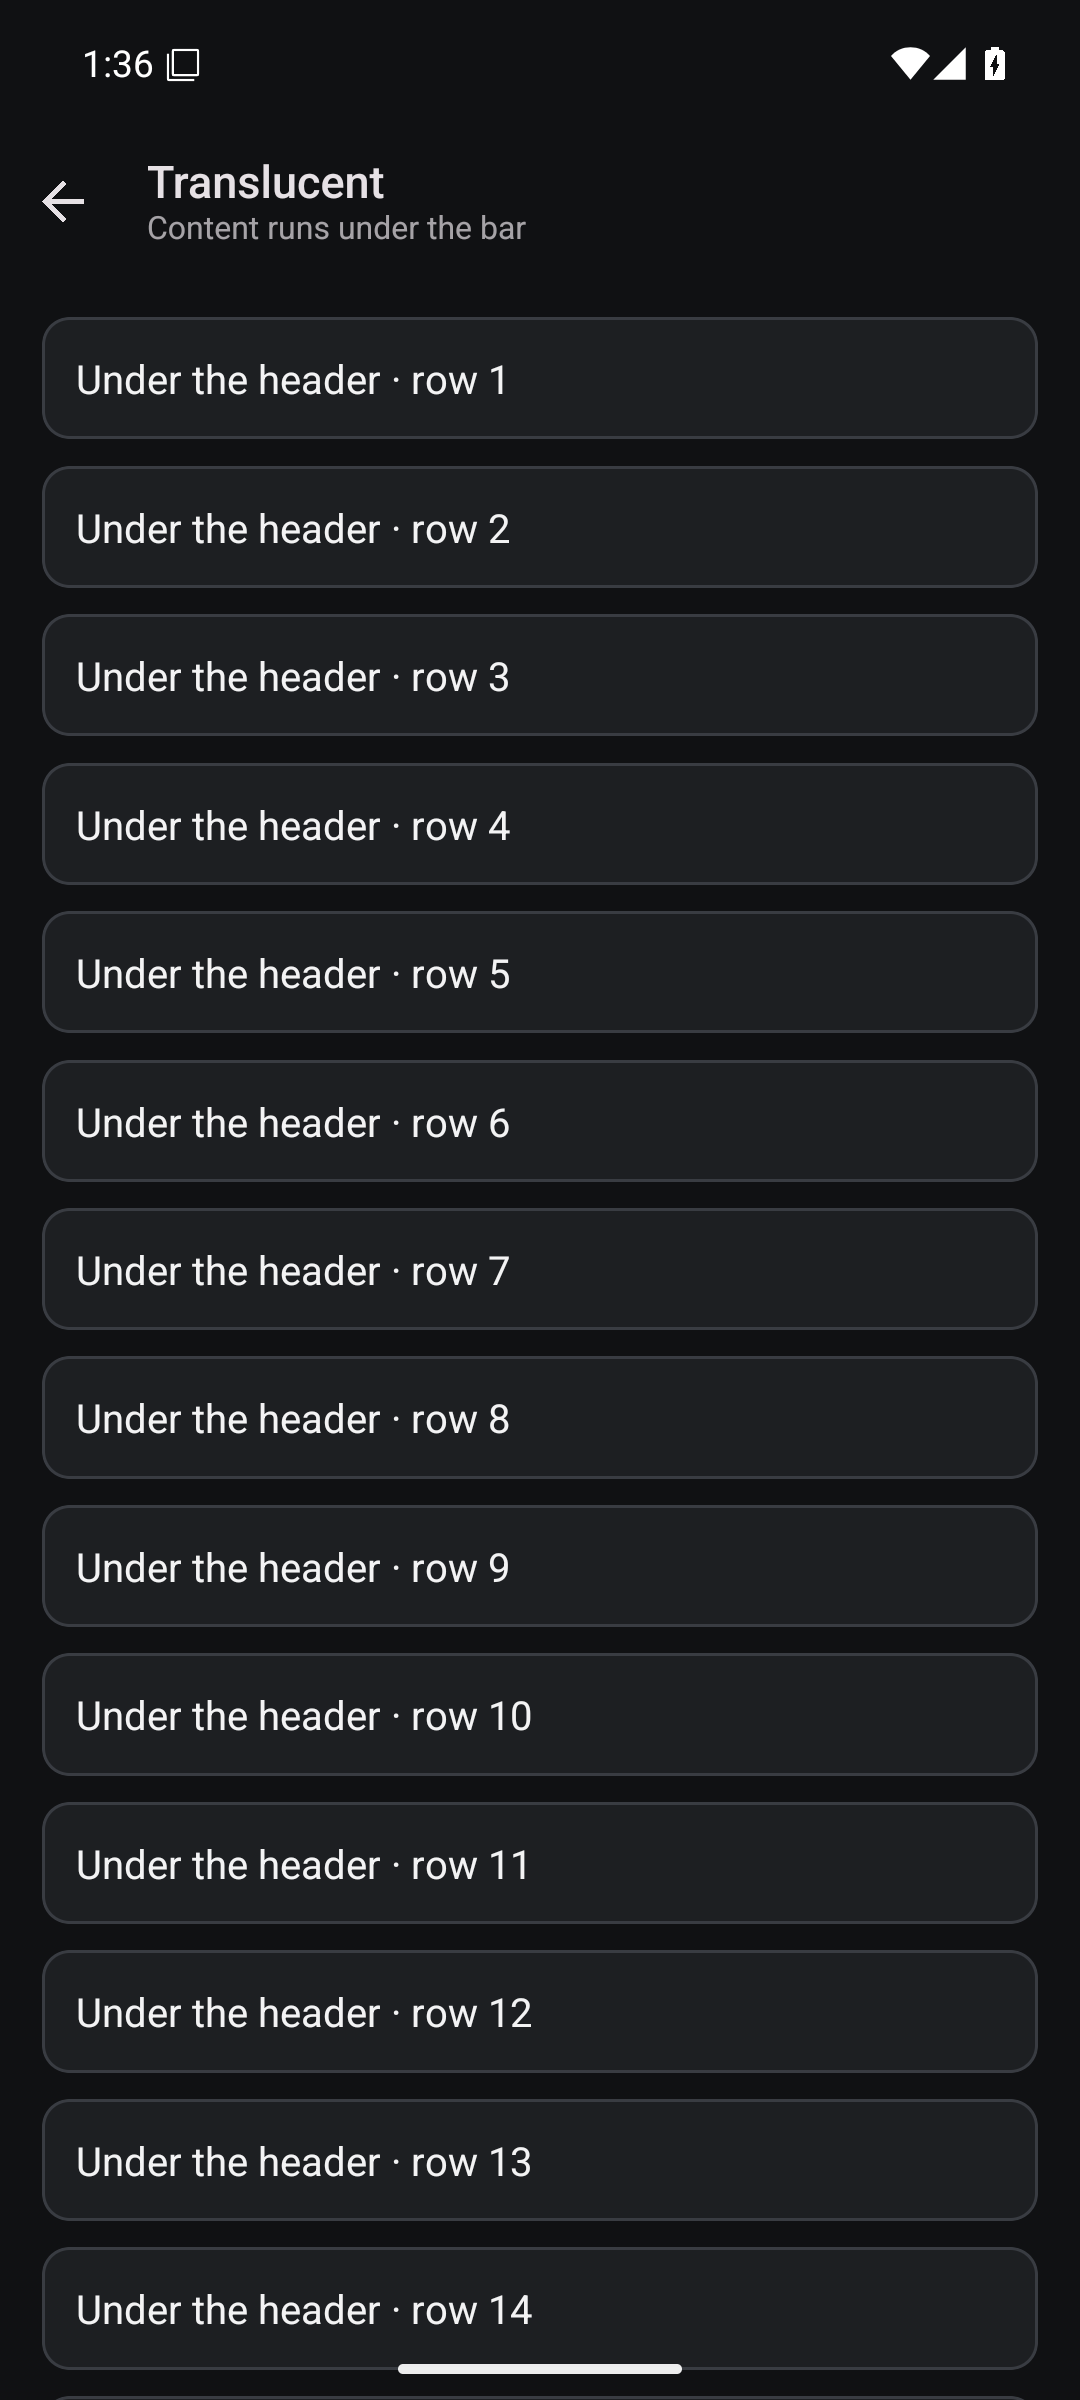 1:36
Translucent
Content runs under the bar
Under the header · row 1
Under the header · row 2
Under the header · row 3
Under the header · row 4
Under the header · row 5
Under the header · row 6
Under the header · row 7
Under the header · row 8
Under the header · row 9
Under the header · row 10
Under the header · row 11
Under the header · row 12
Under the header · row 13
Under the header · row 14